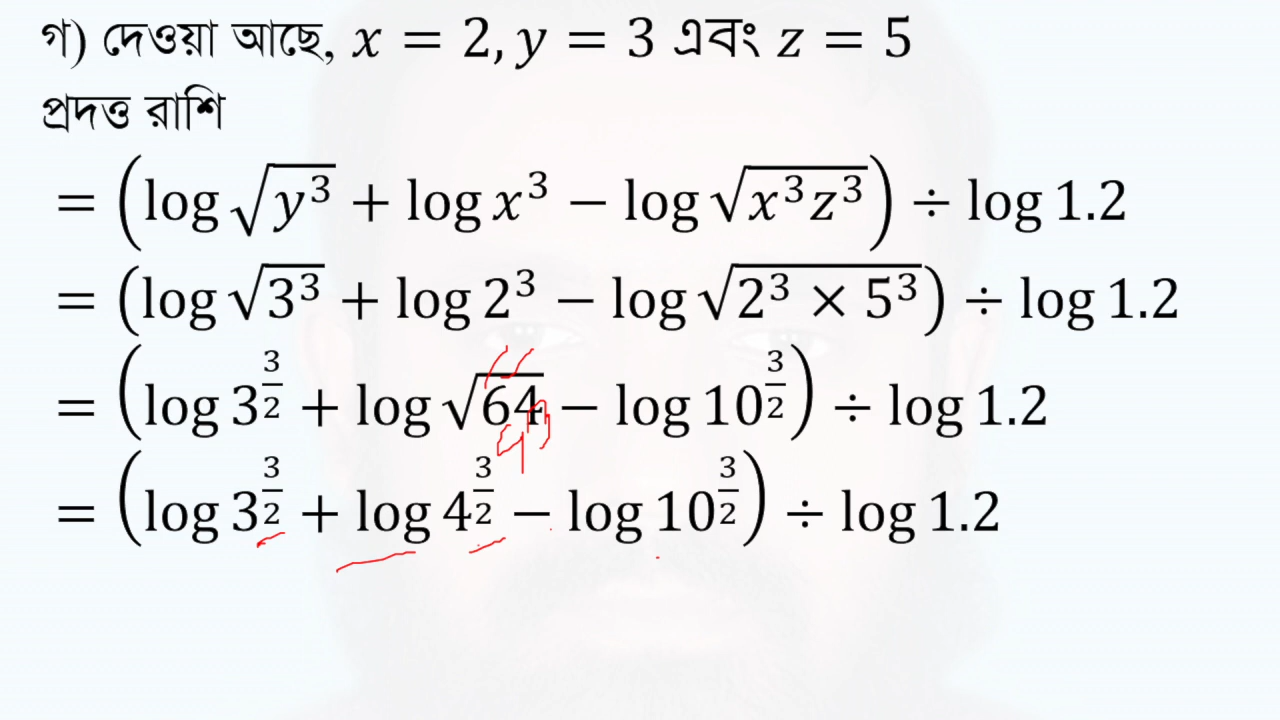 গ) দেওয়া আছে, x = 2, y = 3 এবং z = 5
প্রদত্ত রাশি
= (log √(y³) + log x³ − log √(x³z³)) ÷ log 1.2
= (log √(3³) + log 2³ − log √(2³ × 5³)) ÷ log 1.2
= (log 3^(3/2) + log √64 − log 10^(3/2)) ÷ log 1.2
4³
= (log 3^(3/2) + log 4^(3/2) − log 10^(3/2)) ÷ log 1.2